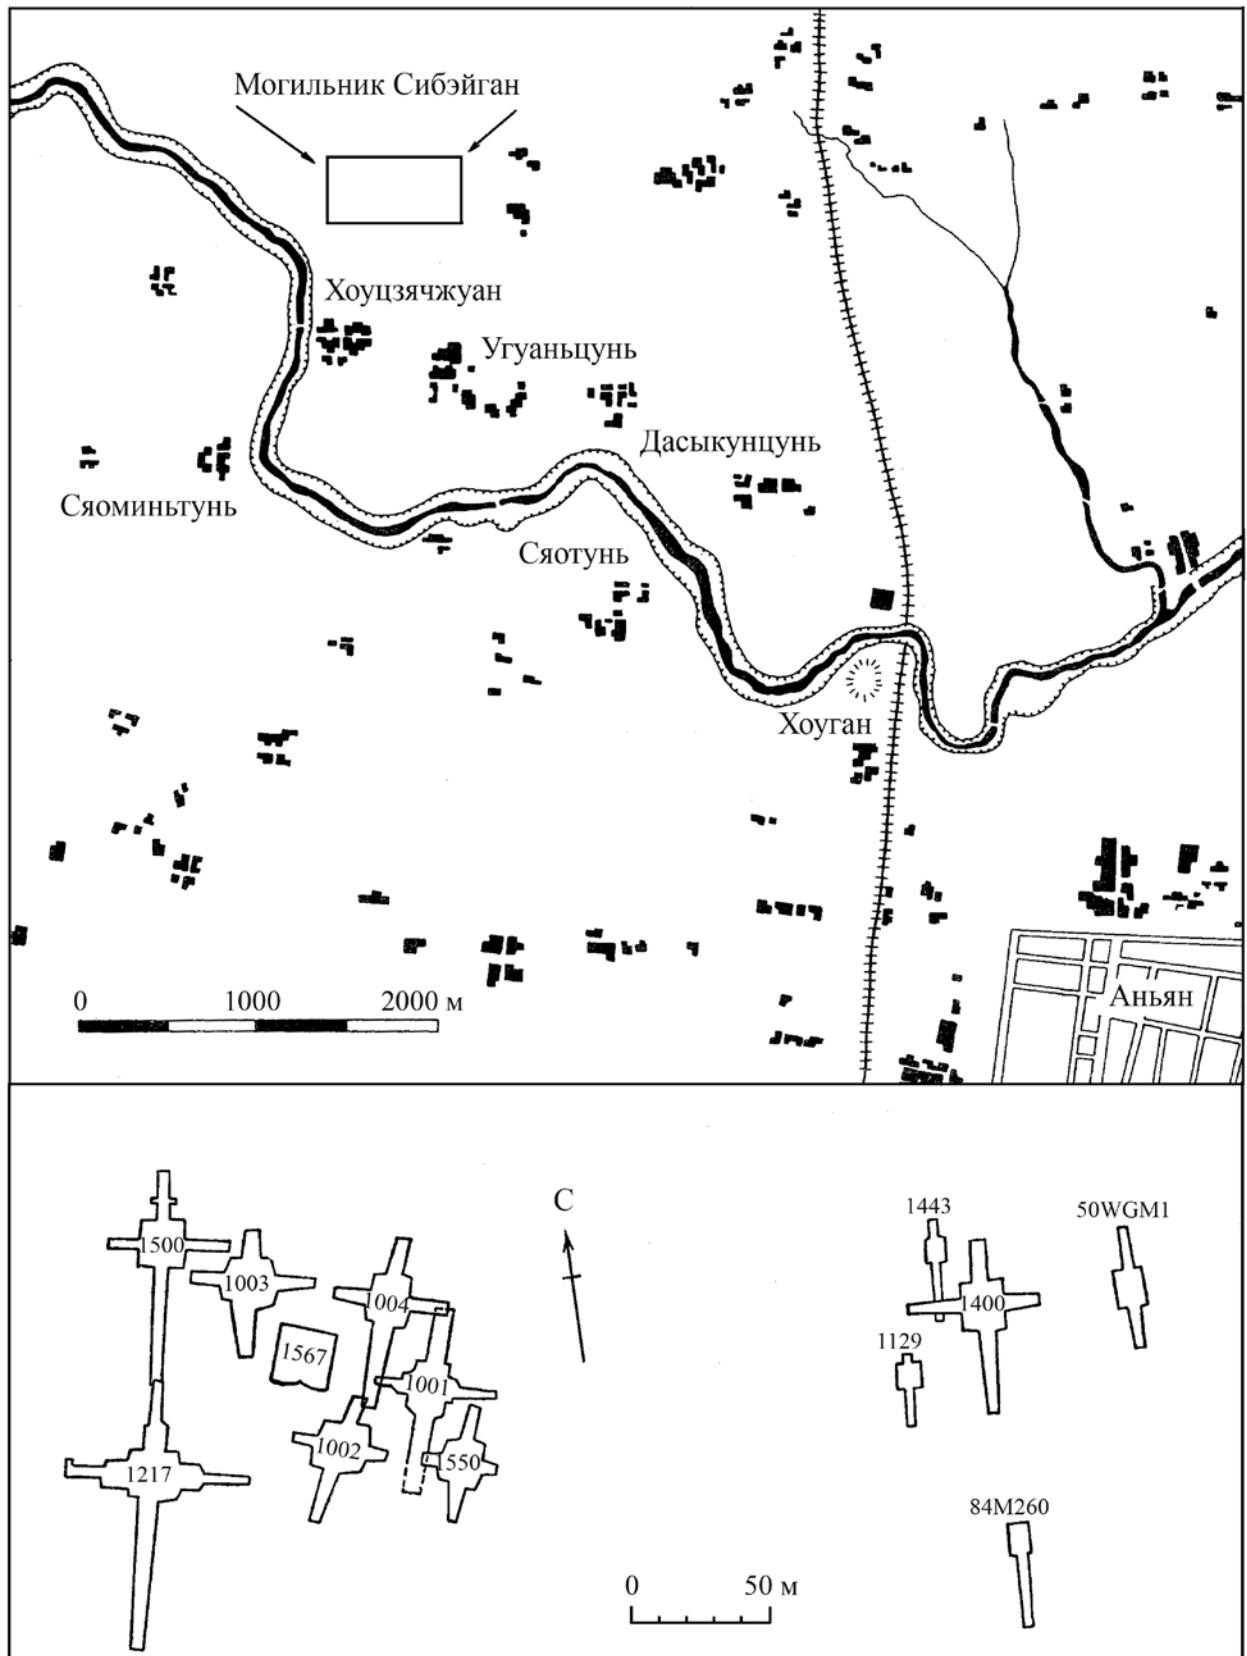 Могильник Сибэйган
Хоуцзячжуан
Угуаньцунь
Дасыкунцунь
Сяоминьтунь
Сяотунь
Хоуган
0 1000 2000 м
Аньян
С
1443
50WGM1
1500
1003
1004
1400
1567
1129
1001
1002
1217
550
84M260
0 50 м